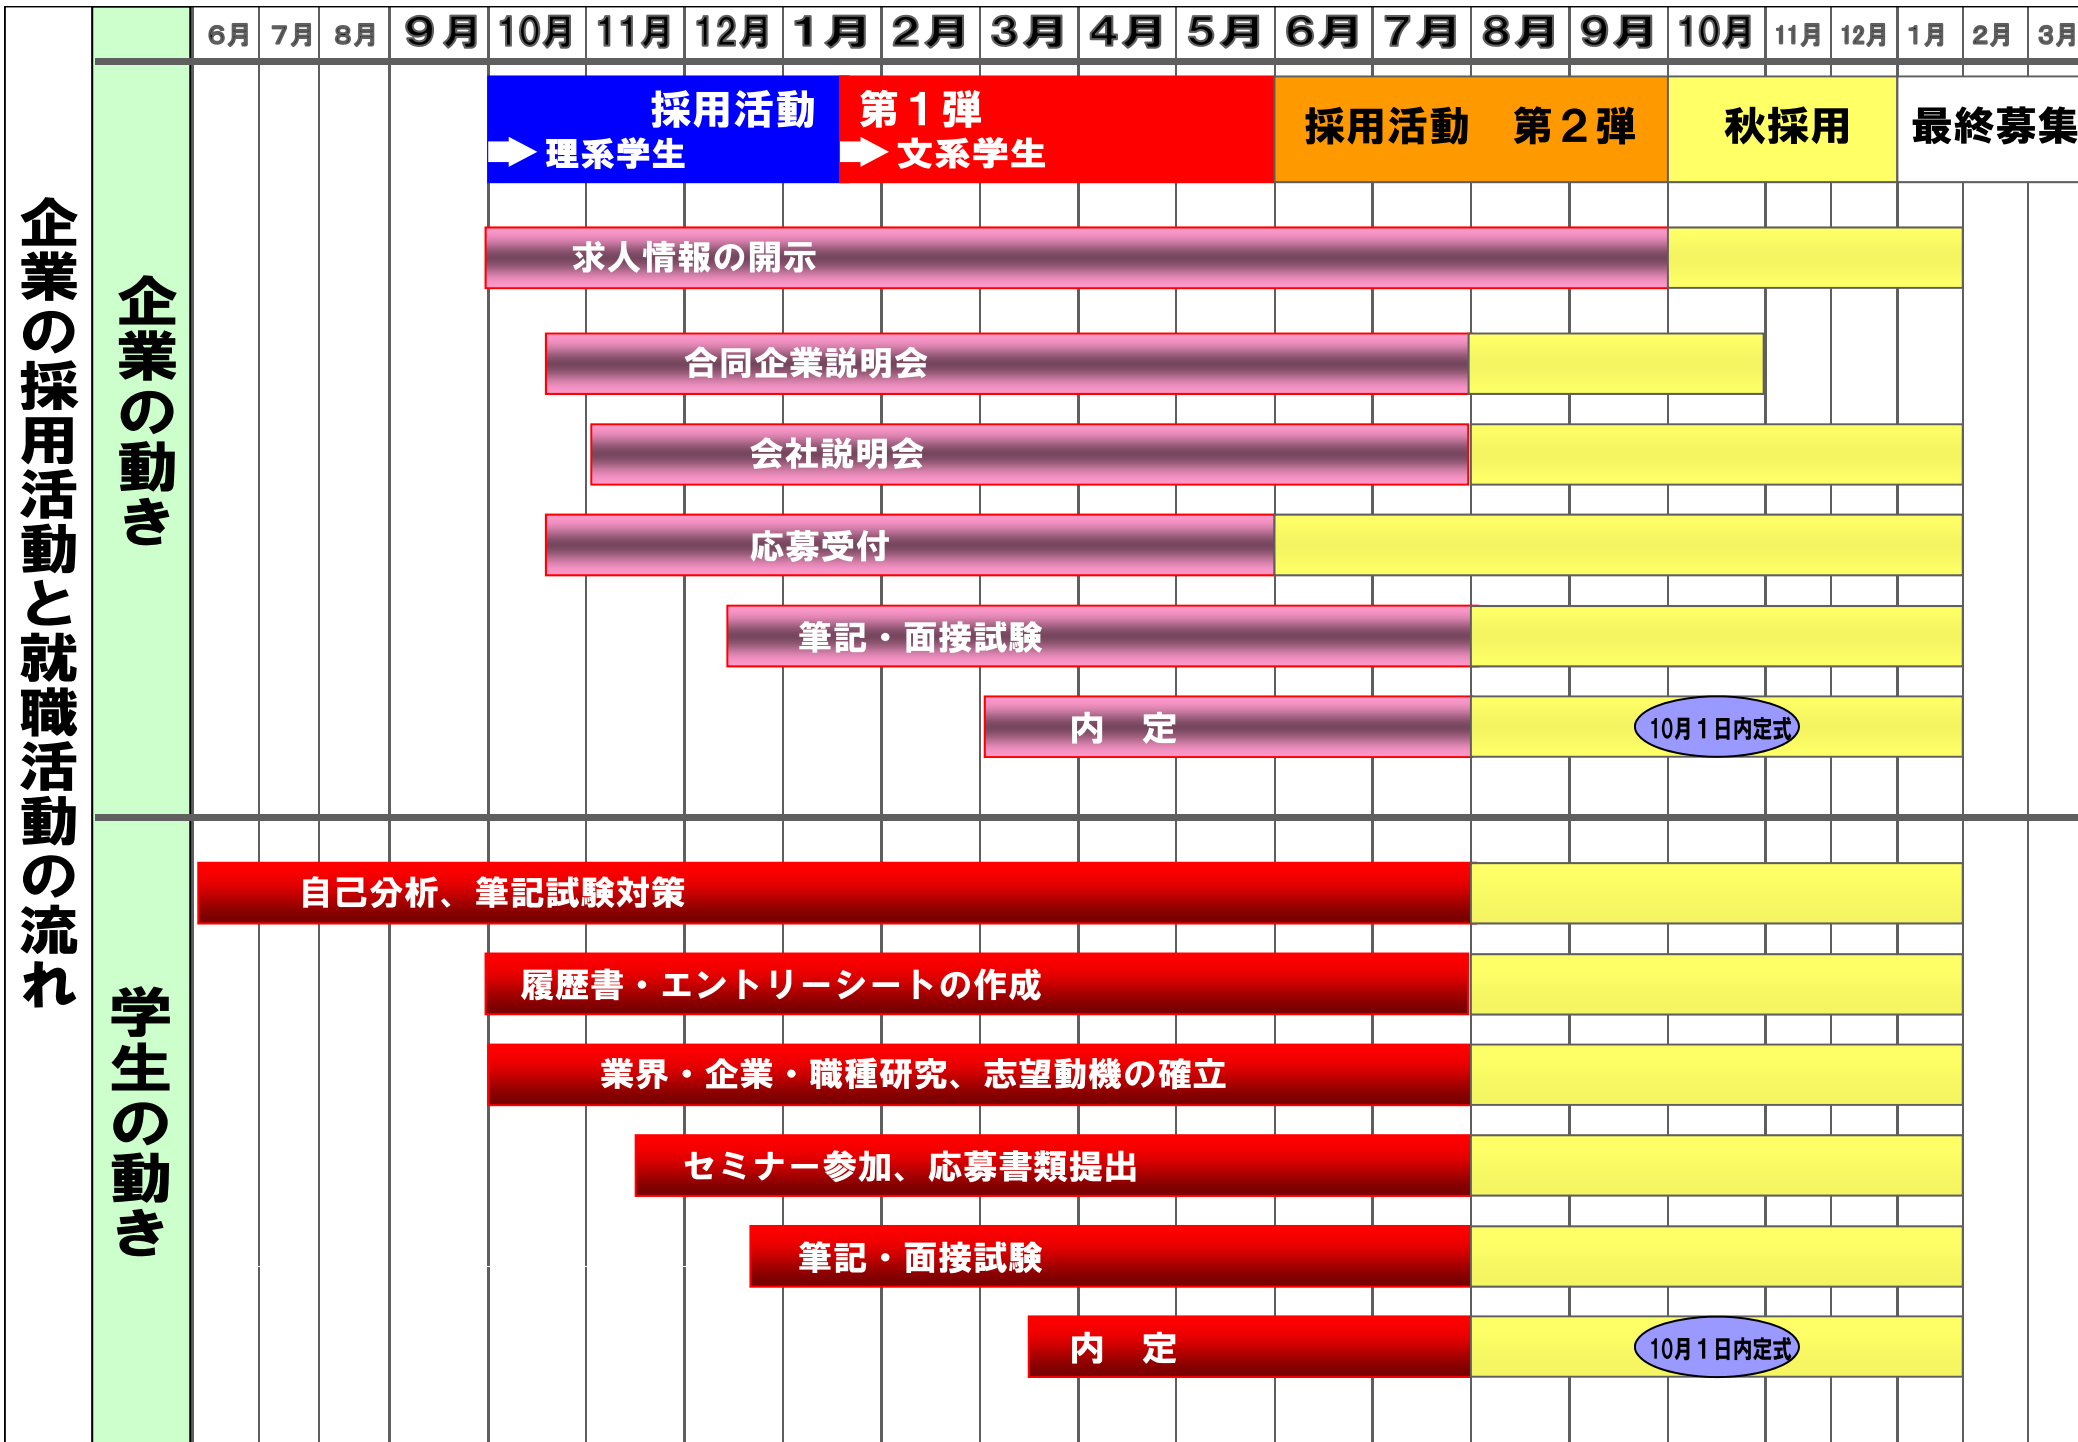 企業の採用活動と就職活動の流れ
6月 7月 8月 9月 10月 11月 12月 1月 2月 3月 4月 5月 6月 7月 8月 9月 10月 11月 12月 1月 2月 3月
企業の動き
採用活動 第1弾
理系学生
文系学生
採用活動 第2弾
秋採用
最終募集
求人情報の開示
合同企業説明会
会社説明会
応募受付
筆記・面接試験
内 定
10月1日内定式
学生の動き
自己分析、筆記試験対策
履歴書・エントリーシートの作成
業界・企業・職種研究、志望動機の確立
セミナー参加、応募書類提出
筆記・面接試験
内 定
10月1日内定式